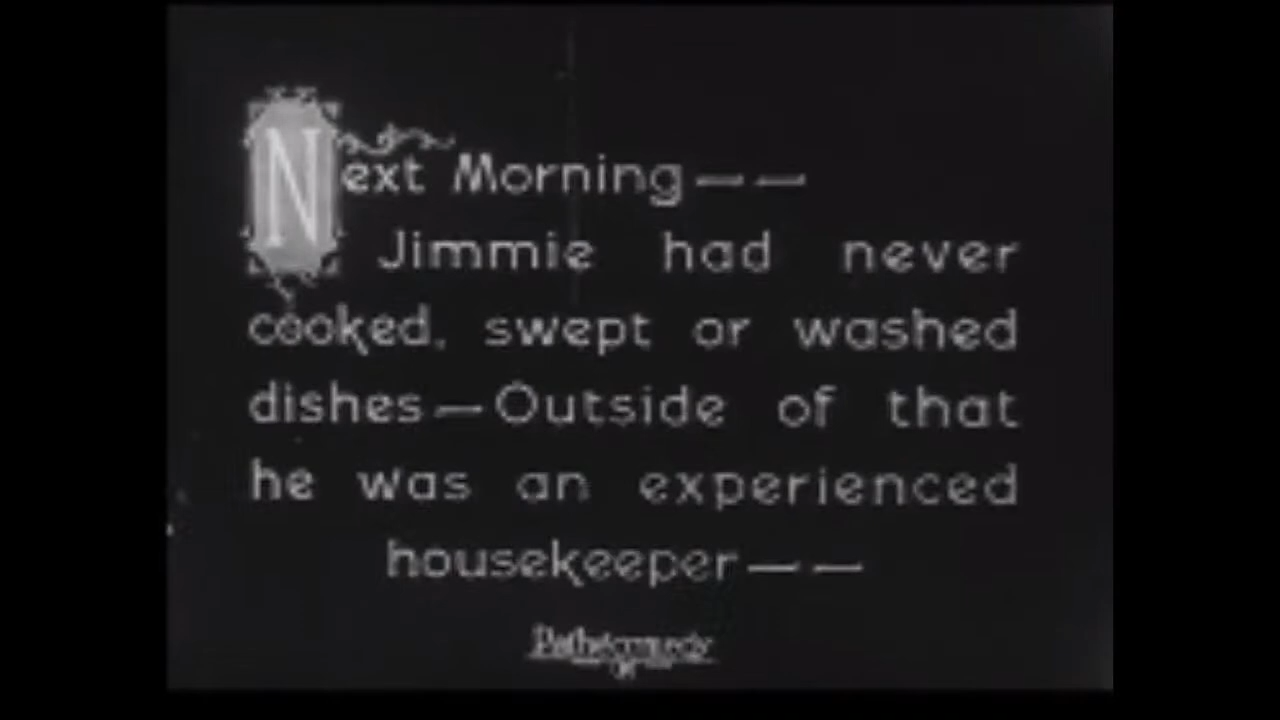 Next Morning — —
Jimmie had never
cooked, swept or washed
dishes — Outside of that
he was an experienced
housekeeper — —
Pathécomedy